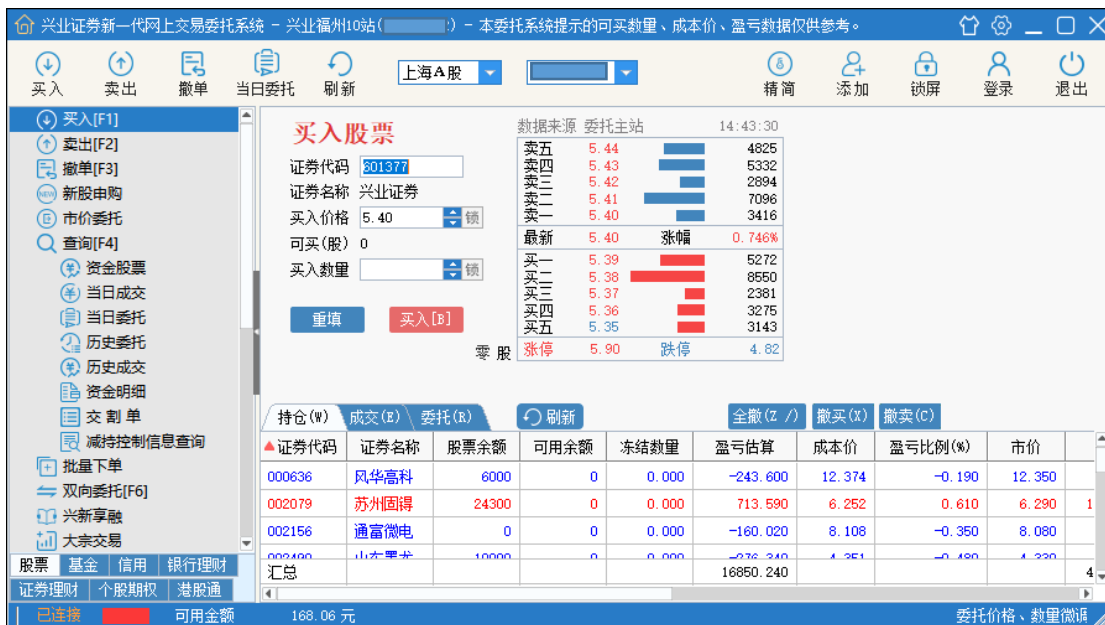 兴业证券新一代网上交易委托系统 - 兴业福州10站( ) - 本委托系统提示的可买数量、成本价、盈亏数据仅供参考。
买入 卖出 撤单 当日委托 刷新 上海A股 精简 添加 锁屏 登录 退出
买入[F1]
卖出[F2]
撤单[F3]
NEW 新股申购
市价委托
查询[F4]
资金股票
当日成交
当日委托
历史委托
历史成交
资金明细
交割单
减持控制信息查询
批量下单
双向委托[F6]
兴新享融
大宗交易
股票 基金 信用 银行理财
证券理财 个股期权 港股通
买入股票
证券代码 601377
证券名称 兴业证券
买入价格 5.40 锁
可买(股) 0
买入数量 锁
重填 买入[B]
零 股
数据来源 委托主站 14:43:30
卖五 5.44 4825
卖四 5.43 5332
卖三 5.42 2894
卖二 5.41 7096
卖一 5.40 3416
最新 5.40 涨幅 0.746%
买一 5.39 5272
买二 5.38 8550
买三 5.37 2381
买四 5.36 3275
买五 5.35 3143
涨停 5.90 跌停 4.82
持仓(W) 成交(E) 委托(R) 刷新 全撤(Z /) 撤买(X) 撤卖(C)
证券代码 证券名称 股票余额 可用余额 冻结数量 盈亏估算 成本价 盈亏比例(%) 市价
000636 风华高科 6000 0 0.000 -243.600 12.374 -0.190 12.350
002079 苏州固锝 24300 0 0.000 713.590 6.252 0.610 6.290 1
002156 通富微电 0 0 0.000 -160.020 8.108 -0.350 8.080
汇总 16850.240 4
已连接 可用金额 168.06 元 委托价格、数量微调